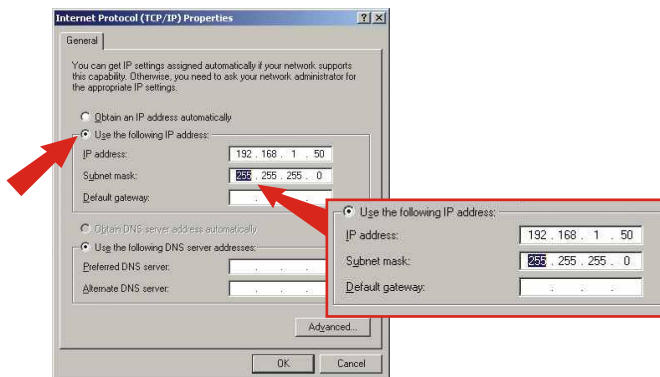 Internet Protocol (TCP/IP) Properties
General
You can get IP settings assigned automatically if your network supports
this capability. Otherwise, you need to ask your network administrator for
the appropriate IP settings.
Obtain an IP address automatically
Use the following IP address:
IP address: 192 . 168 . 1 . 50
Subnet mask: 255 . 255 . 255 . 0
Default gateway: . . .
Obtain DNS server address automatically
Use the following DNS server addresses:
Preferred DNS server: . . .
Alternate DNS server: . . .
Advanced...
OK Cancel
Use the following IP address:
IP address: 192 . 168 . 1 . 50
Subnet mask: 255 . 255 . 255 . 0
Default gateway: . . .